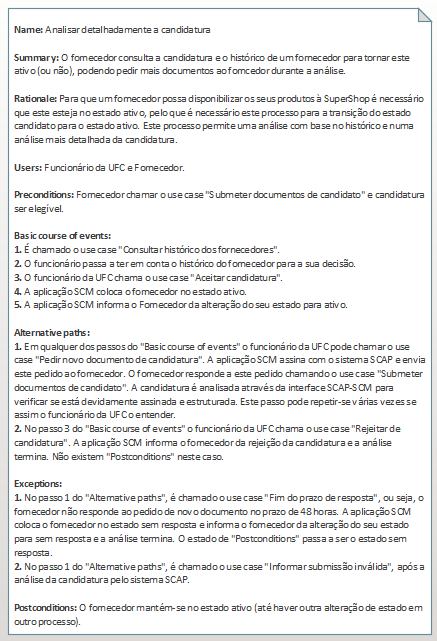 Name: Analisar detalhadamente a candidatura
Summary: O fornecedor consulta a candidatura e o histórico de um fornecedor para tornar este
ativo (ou não), podendo pedir mais documentos ao forncedor durante a análise.
Rationale: Para que um fornecedor possa disponibilizar os seus produtos à SuperShop é necessário
que este esteja no estado ativo, pelo que é necessário este processo para a transição do estado
candidato para o estado ativo. Este processo permite uma análise com base no histórico e numa
análise mais detalhada da candidatura.
Users: Funcionário da UFC e Fornecedor.
Preconditions: Fornecedor chamar o use case "Submeter documentos de candidato" e candidatura
ser elegível.
Basic course of events:
1. É chamado o use case "Consultar histórico dos fornecedores".
2. O funcionário passa a ter em conta o histórico do fornecedor para a sua decisão.
3. O funcionário da UFC chama o use case "Aceitar candidatura".
4. A aplicação SCM coloca o fornecedor no estado ativo.
5. A aplicação SCM informa o Fornecedor da alteração do seu estado para ativo.
Alternative paths:
1. Em qualquer dos passos do "Basic course of events" o funcionário da UFC pode chamar o use
case "Pedir novo documento de candidatura". A aplicação SCM assina com o sistema SCAP e envia
este pedido ao fornecedor. O fornecedor responde a este pedido chamando o use case "Submeter
documentos de candidato". A candidatura é analisada através da interface SCAP-SCM para
verificar se está devidamente assinada e estruturada. Este passo pode repetir-se várias vezes se
assim o funcionário da UFC o entender.
2. No passo 3 do "Basic course of events" o funcionário da UFC chama o use case "Rejeitar de
candidatura". A aplicação SCM informa o fornecedor da rejeição da candidatura e a análise
termina. Não existem "Postconditions" neste caso.
Exceptions:
1. No passo 1 do "Alternative paths", é chamado o use case "Fim do prazo de resposta", ou seja, o
fornecedor não responde ao pedido de novo documento no prazo de 48 horas. A aplicação SCM
coloca o fornecedor no estado sem resposta e informa o fornecedor da alteração do seu estado
para sem resposta e a análise termina. O estado de "Postconditions" passa a ser o estado sem
resposta.
2. No passo 1 do "Alternative paths", é chamado o use case "Informar submissão inválida", após a
análise da candidatura pelo sistema SCAP.
Postconditions: O fornecedor mantém-se no estado ativo (até haver outra alteração de estado em
outro processo).